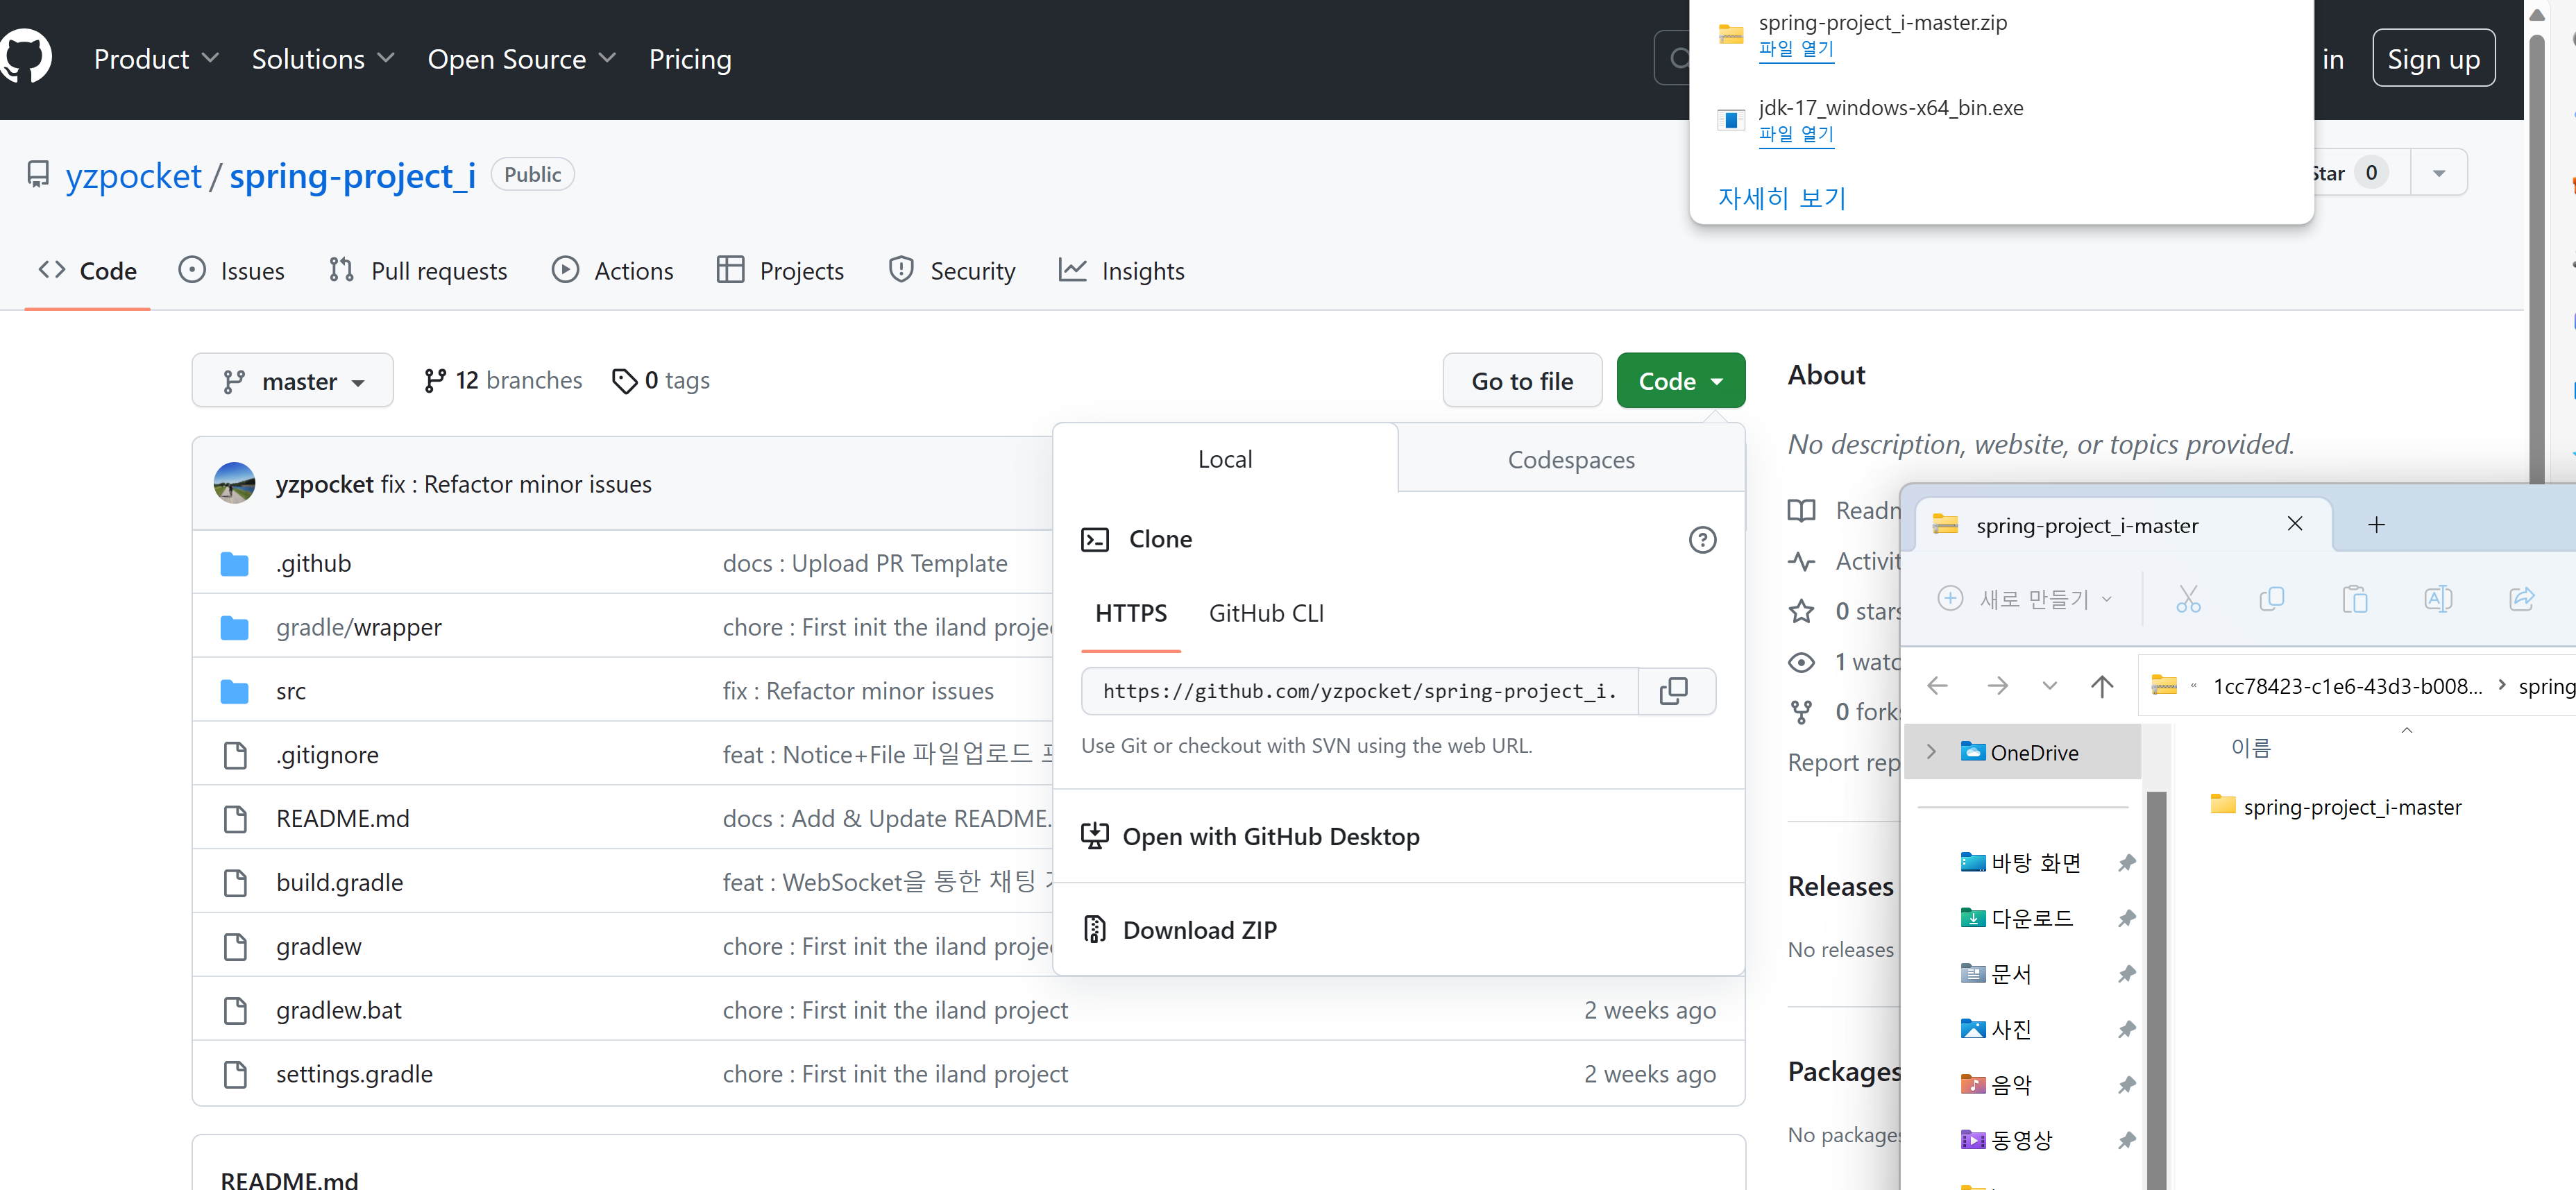 Product Solutions Open Source Pricing
in
Sign up
spring-project_i-master.zip
파일 열기
jdk-17_windows-x64_bin.exe
파일 열기
자세히 보기
yzpocket / spring-project_i Public
Star 0
Code Issues Pull requests Actions Projects Security Insights
master 12 branches 0 tags
Go to file Code
yzpocket fix : Refactor minor issues
.github docs : Upload PR Template
gradle/wrapper chore : First init the iland
src fix : Refactor minor issues
.gitignore feat : Notice+File 파일업로드
README.md docs : Add & Update README.
build.gradle feat : WebSocket을 통한 채팅
gradlew chore : First init the iland
gradlew.bat chore : First init the iland project 2 weeks ago
settings.gradle chore : First init the iland project 2 weeks ago
README.md
Local Codespaces
Clone
HTTPS GitHub CLI
https://github.com/yzpocket/spring-project_i.
Use Git or checkout with SVN using the web URL.
Open with GitHub Desktop
Download ZIP
About
No description, website, or topics provided.
0 stars
1
0
Report
Releases
No releases
Packages
No packages
spring-project_i-master
새로 만들기
« 1cc78423-c1e6-43d3-b008... > spring
OneDrive
바탕 화면
다운로드
문서
사진
음악
동영상
이름
spring-project_i-master